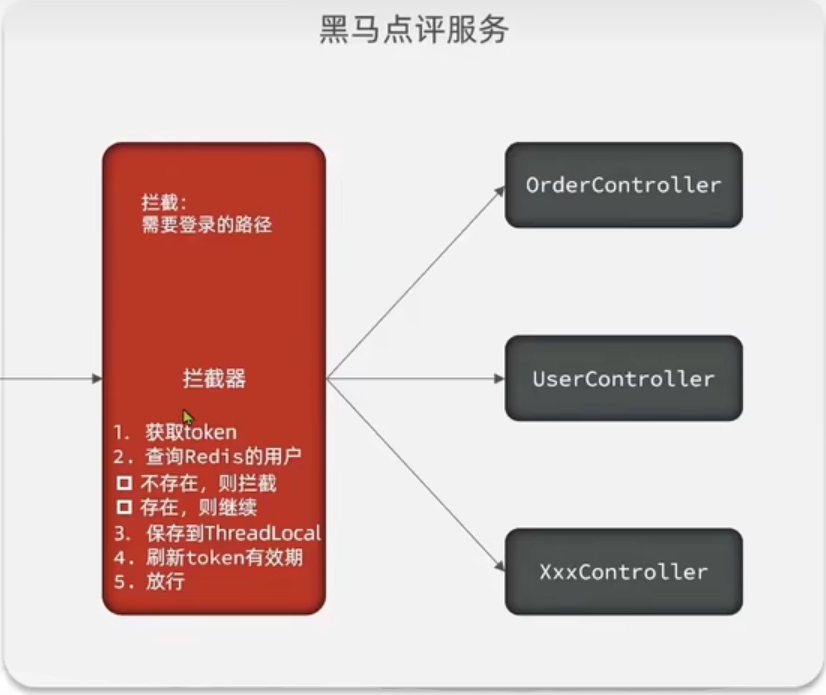 黑马点评服务
拦截：
需要登录的路径
拦截器
1. 获取token
2. 查询Redis的用户
不存在，则拦截
存在，则继续
3. 保存到ThreadLocal
4. 刷新token有效期
5. 放行
OrderController
UserController
XxxController